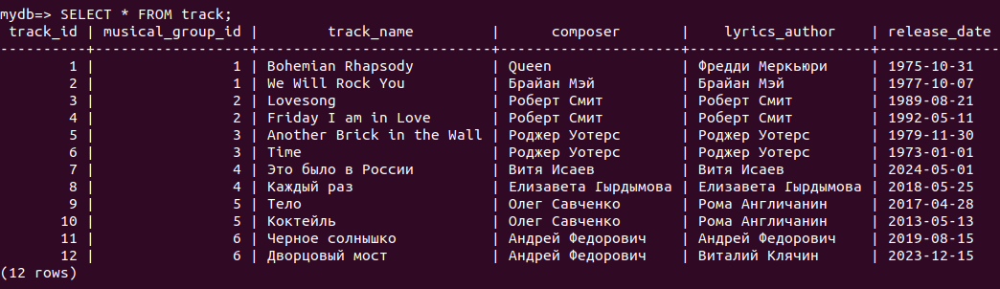 mydb=> SELECT * FROM track;
 track_id | musical_group_id |        track_name         |      composer      |   lyrics_author    | release_date
----------+------------------+---------------------------+--------------------+--------------------+--------------
        1 |                1 | Bohemian Rhapsody         | Queen              | Фредди Меркьюри    | 1975-10-31
        2 |                1 | We Will Rock You          | Брайан Мэй         | Брайан Мэй         | 1977-10-07
        3 |                2 | Lovesong                  | Роберт Смит        | Роберт Смит        | 1989-08-21
        4 |                2 | Friday I am in Love       | Роберт Смит        | Роберт Смит        | 1992-05-11
        5 |                3 | Another Brick in the Wall | Роджер Уотерс      | Роджер Уотерс      | 1979-11-30
        6 |                3 | Time                      | Роджер Уотерс      | Роджер Уотерс      | 1973-01-01
        7 |                4 | Это было в России         | Витя Исаев         | Витя Исаев         | 2024-05-01
        8 |                4 | Каждый раз                | Елизавета Гырдымова | Елизавета Гырдымова | 2018-05-25
        9 |                5 | Тело                      | Олег Савченко      | Рома Англичанин    | 2017-04-28
       10 |                5 | Коктейль                  | Олег Савченко      | Рома Англичанин    | 2013-05-13
       11 |                6 | Черное солнышко           | Андрей Федорович   | Андрей Федорович   | 2019-08-15
       12 |                6 | Дворцовый мост            | Андрей Федорович   | Виталий Клячин     | 2023-12-15
(12 rows)